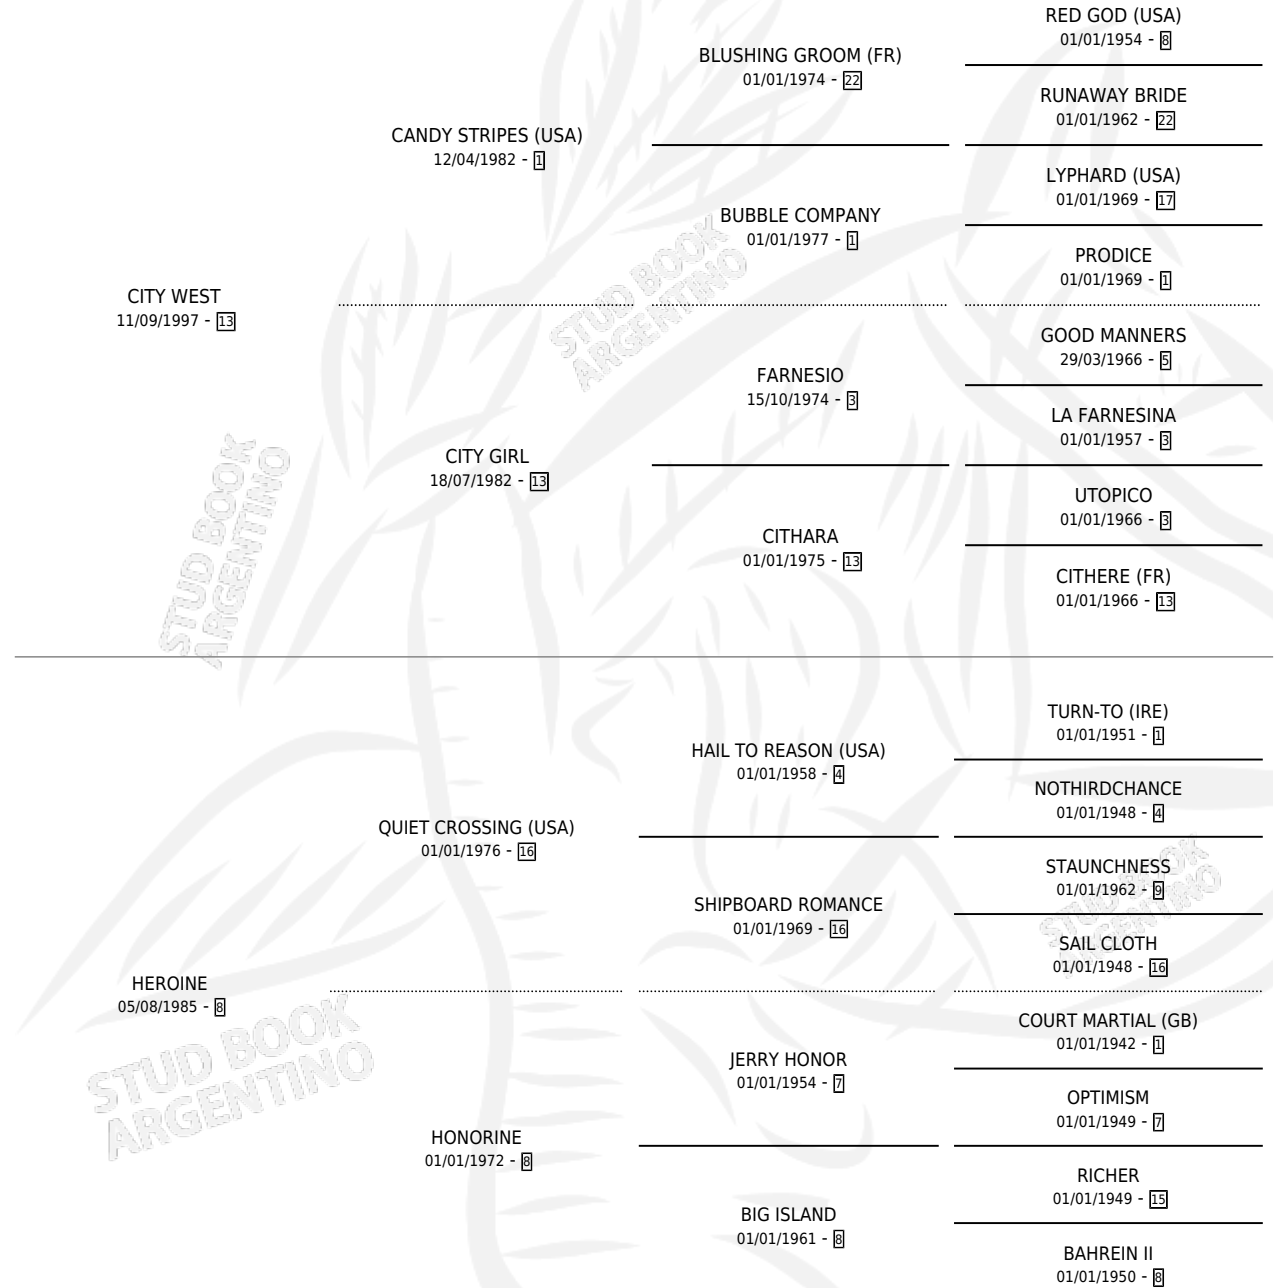 RED GOD (USA)
01/01/1954 - 8
BLUSHING GROOM (FR)
01/01/1974 - 22
RUNAWAY BRIDE
01/01/1962 - 22
CANDY STRIPES (USA)
12/04/1982 - 1
LYPHARD (USA)
01/01/1969 - 17
BUBBLE COMPANY
01/01/1977 - 1
PRODICE
01/01/1969 - 1
CITY WEST
11/09/1997 - 13
STUD BOOK
ARGENTINO
GOOD MANNERS
29/03/1966 - 5
FARNESIO
15/10/1974 - 3
LA FARNESINA
01/01/1957 - 3
CITY GIRL
18/07/1982 - 13
UTOPICO
01/01/1966 - 3
CITHARA
01/01/1975 - 13
CITHERE (FR)
01/01/1966 - 13
STUD BOOK
ARGENTINO
TURN-TO (IRE)
01/01/1951 - 1
HAIL TO REASON (USA)
01/01/1958 - 4
NOTHIRDCHANCE
01/01/1948 - 4
QUIET CROSSING (USA)
01/01/1976 - 16
STAUNCHNESS
01/01/1962 - 9
SHIPBOARD ROMANCE
01/01/1969 - 16
STUD BOOK
ARGENTINO
SAIL CLOTH
01/01/1948 - 16
HEROINE
05/08/1985 - 8
COURT MARTIAL (GB)
01/01/1942 - 1
JERRY HONOR
01/01/1954 - 7
STUD BOOK
ARGENTINO
OPTIMISM
01/01/1949 - 7
HONORINE
01/01/1972 - 8
RICHER
01/01/1949 - 15
BIG ISLAND
01/01/1961 - 8
BAHREIN II
01/01/1950 - 8